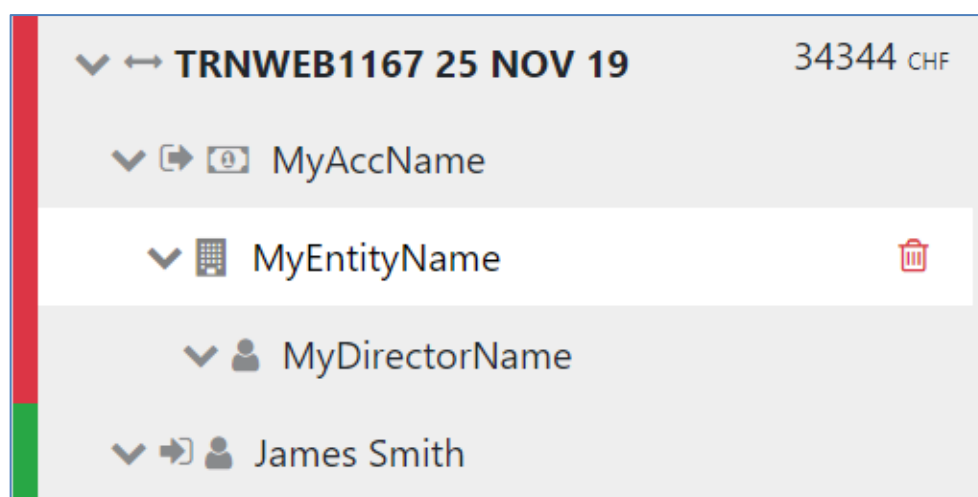 TRNWEB1167 25 NOV 19 34344 CHF
MyAccName
MyEntityName
MyDirectorName
James Smith